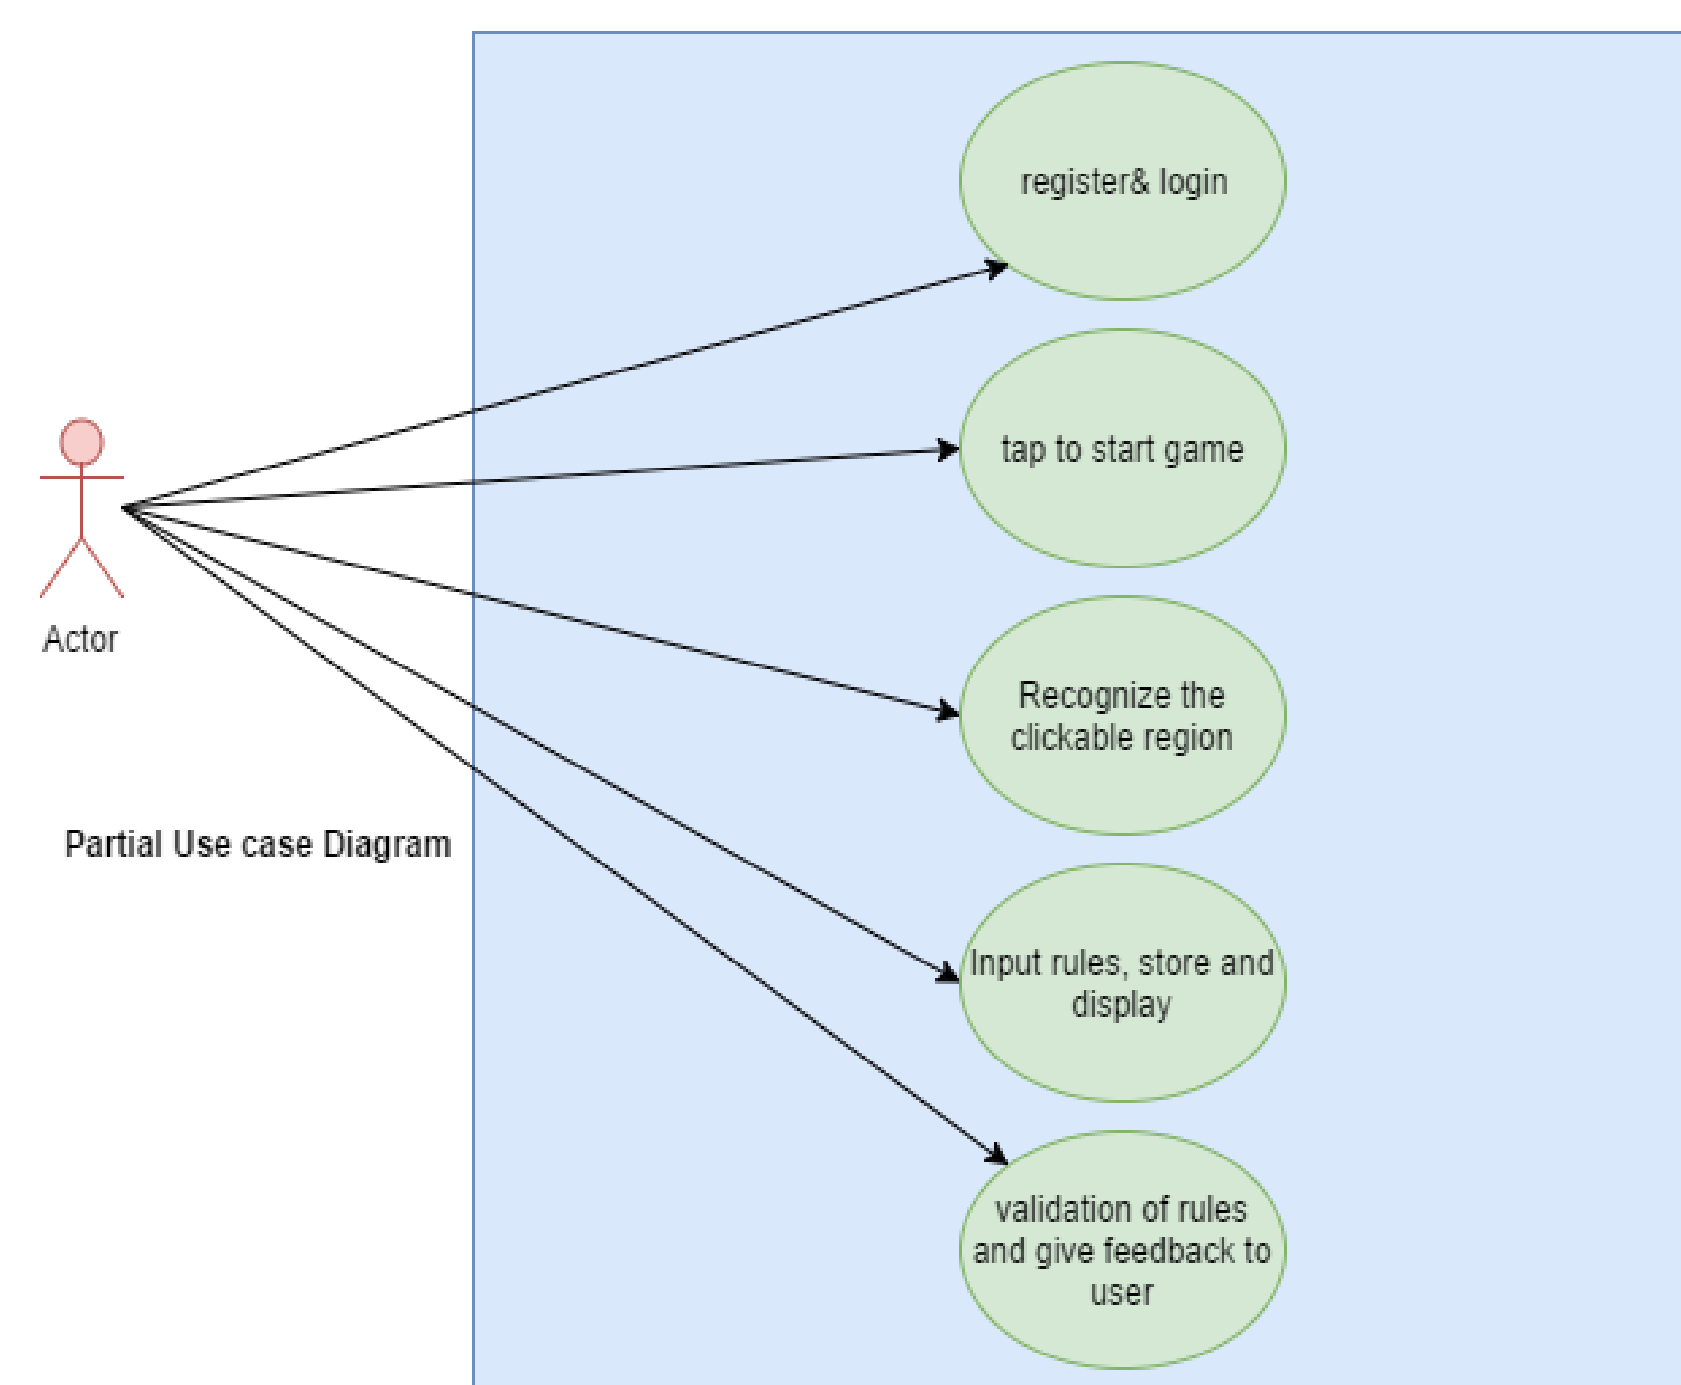 register& login
tap to start game
Actor
Recognize the
clickable region
Partial Use case Diagram
Input rules, store and
display
validation of rules
and give feedback to
user